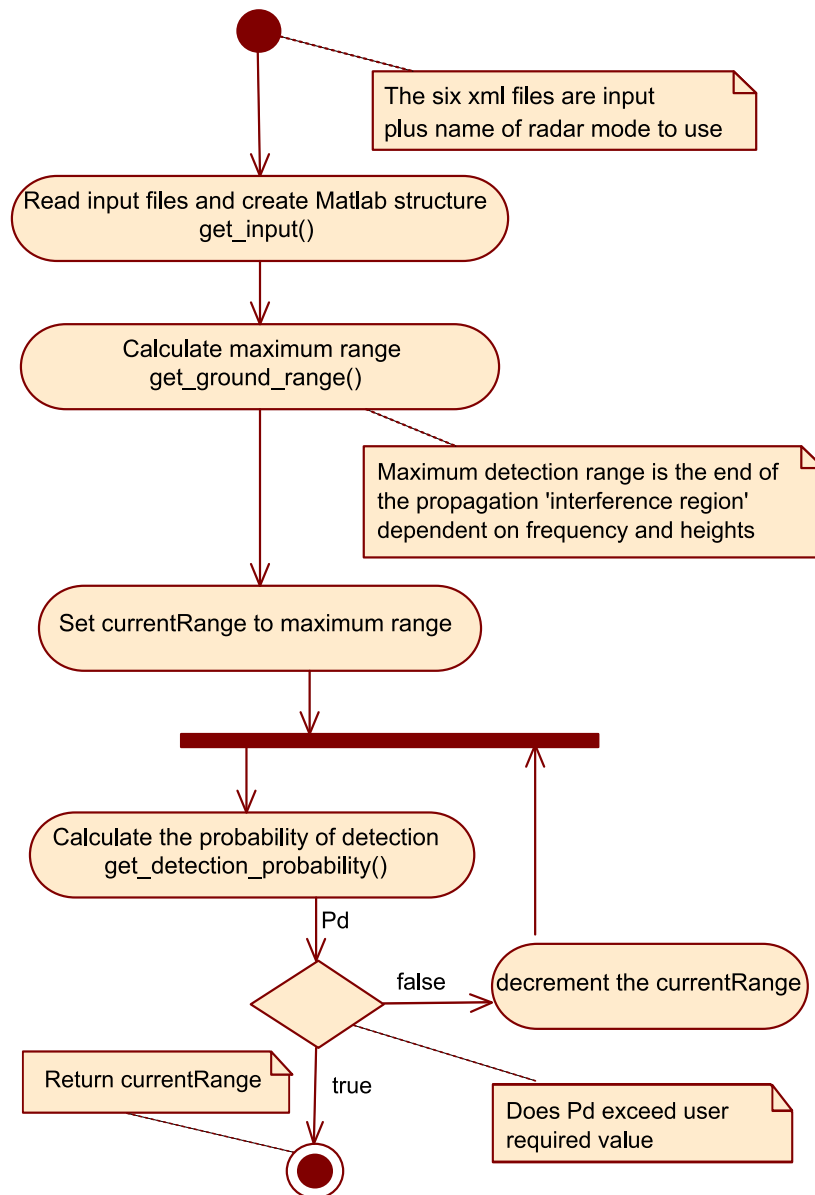 The six xml files are input
plus name of radar mode to use
Read input files and create Matlab structure
get_input()
Calculate maximum range
get_ground_range()
Maximum detection range is the end of
the propagation 'interference region'
dependent on frequency and heights
Set currentRange to maximum range
Calculate the probability of detection
get_detection_probability()
Pd
false
decrement the currentRange
Return currentRange
true
Does Pd exceed user
required value